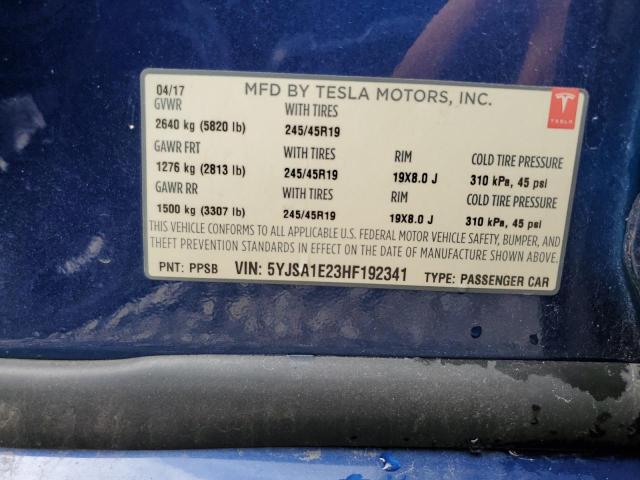 04/17 MFD BY TESLA MOTORS, INC.
GVWR WITH TIRES
2640 kg (5820 lb) 245/45R19
GAWR FRT WITH TIRES RIM COLD TIRE PRESSURE
1276 kg (2813 lb) 245/45R19 19X8.0 J 310 kPa, 45 psi
GAWR RR WITH TIRES RIM COLD TIRE PRESSURE
1500 kg (3307 lb) 245/45R19 19X8.0 J 310 kPa, 45 psi
THIS VEHICLE CONFORMS TO ALL APPLICABLE U.S. FEDERAL MOTOR VEHICLE SAFETY, BUMPER, AND
THEFT PREVENTION STANDARDS IN EFFECT ON THE DATE OF MANUFACTURE SHOWN ABOVE.
PNT: PPSB VIN: 5YJSA1E23HF192341 TYPE: PASSENGER CAR
TESLA